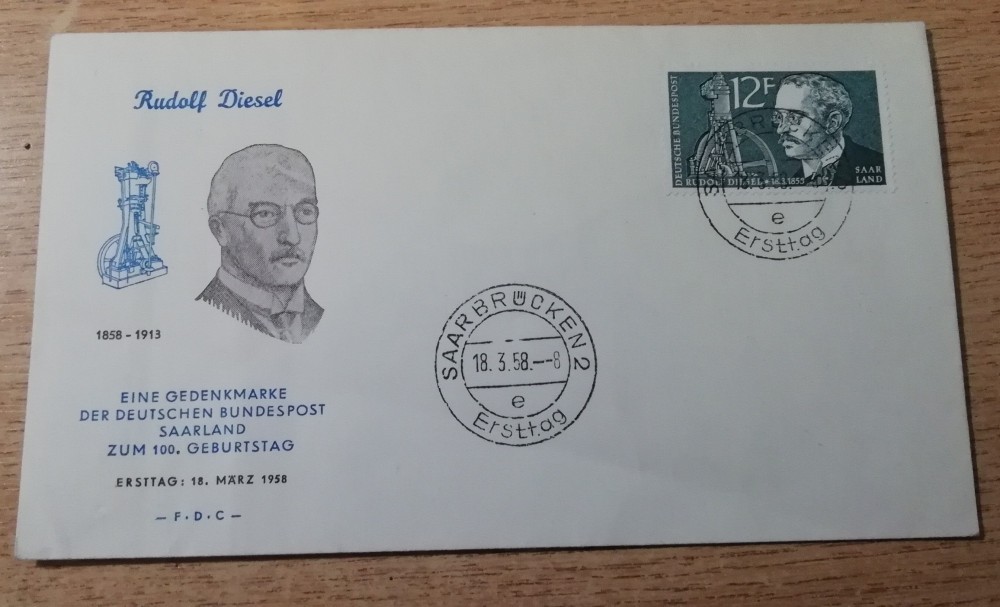 Rudolf Diesel
1858 - 1913
EINE GEDENKMARKE
DER DEUTSCHEN BUNDESPOST
SAARLAND
ZUM 100. GEBURTSTAG
ERSTTAG: 18. MÄRZ 1958
— F·D·C —
DEUTSCHE BUNDESPOST
12F
SAAR
LAND
RUDOLF DIESEL
e
Ersttag
SAARBRÜCKEN 2
18. 3. 58. — 8
e
Ersttag